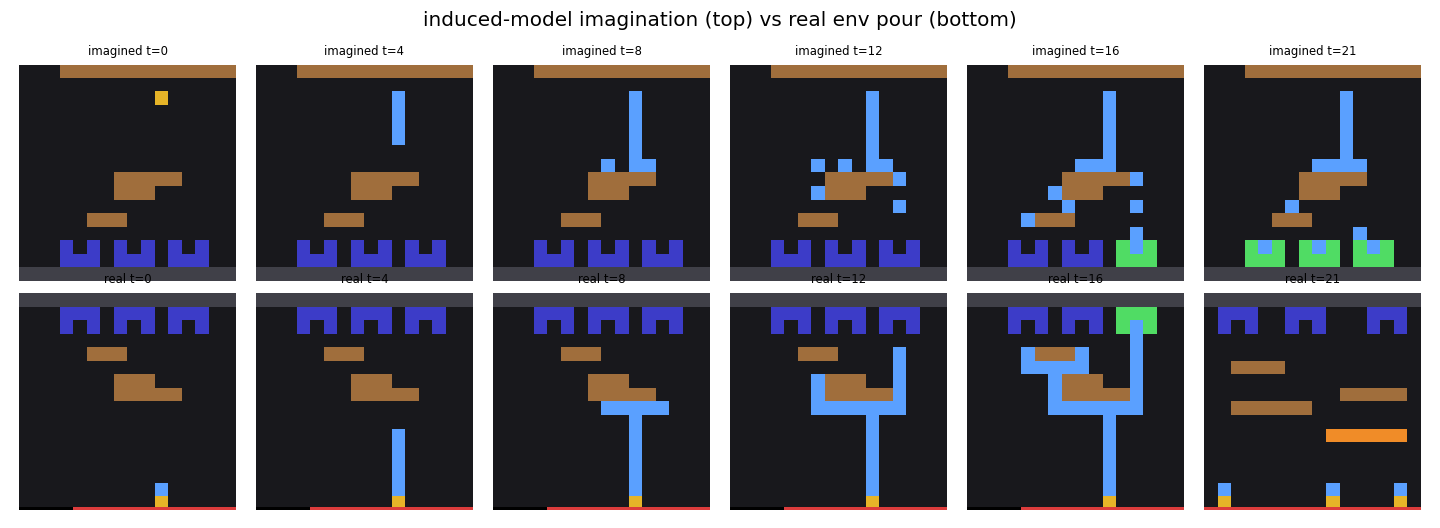 induced-model imagination (top) vs real env pour (bottom)
imagined t=0
imagined t=4
imagined t=8
imagined t=12
imagined t=16
imagined t=21
real t=0
real t=4
real t=8
real t=12
real t=16
real t=21